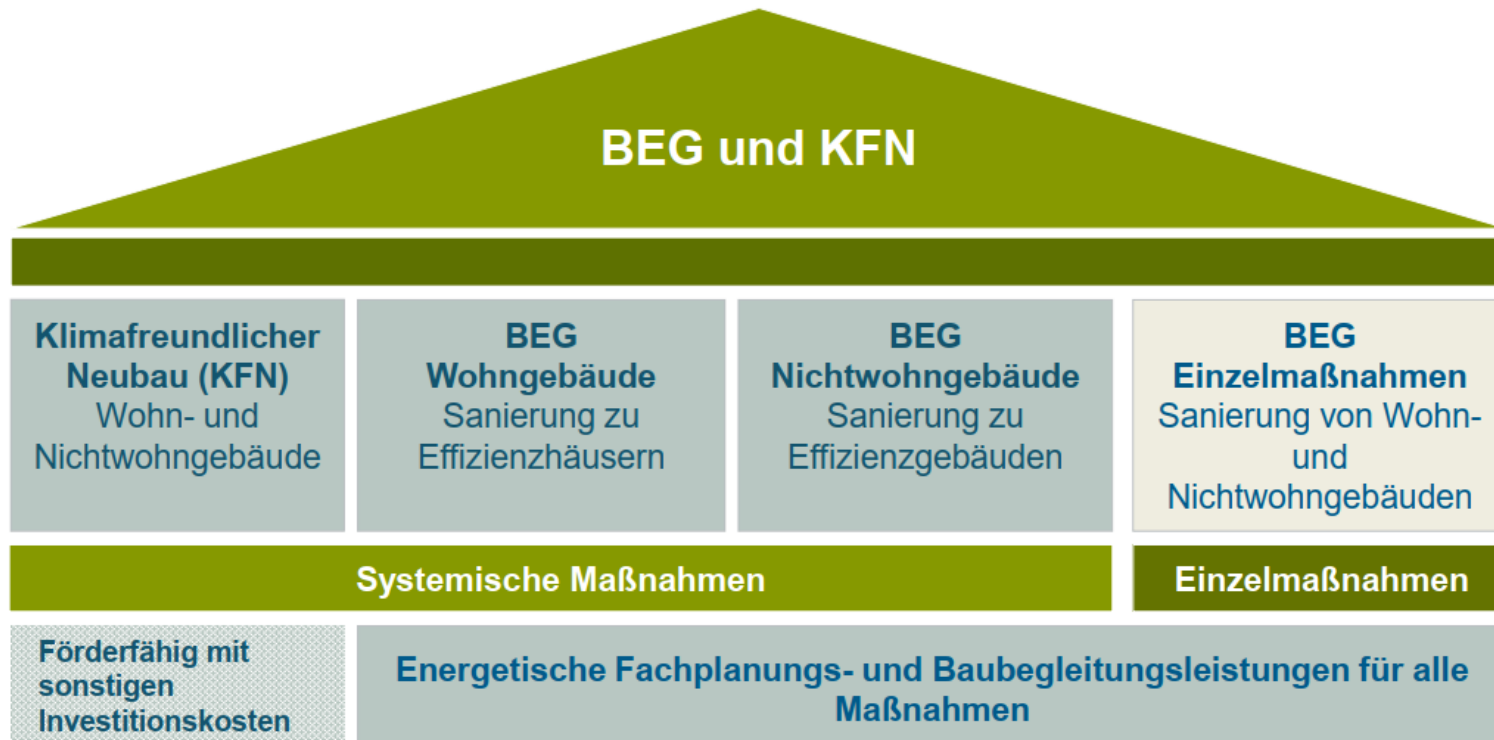 BEG und KFN
Klimafreundlicher
Neubau (KFN)
Wohn- und
Nichtwohngebäude
BEG
Wohngebäude
Sanierung zu
Effizienzhäusern
BEG
Nichtwohngebäude
Sanierung zu
Effizienzgebäuden
BEG
Einzelmaßnahmen
Sanierung von Wohn-
und
Nichtwohngebäuden
Systemische Maßnahmen
Einzelmaßnahmen
Förderfähig mit
sonstigen
Investitionskosten
Energetische Fachplanungs- und Baubegleitungsleistungen für alle
Maßnahmen